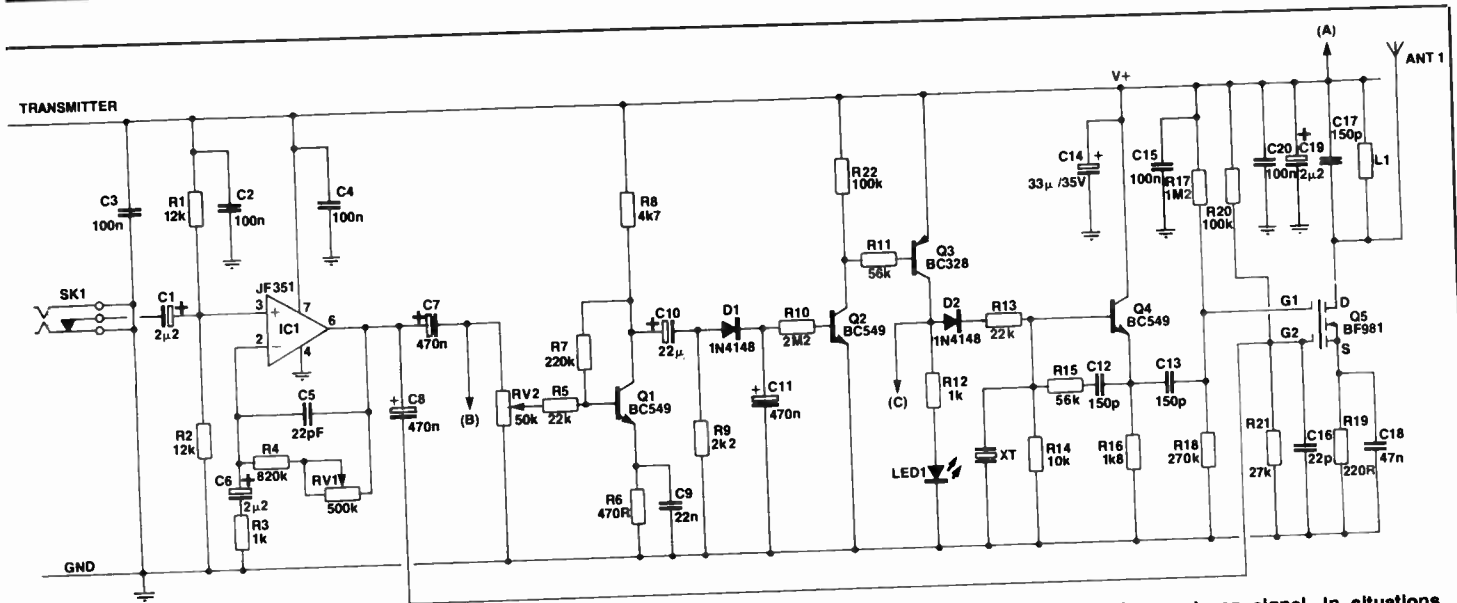 TRANSMITTER
V+
(A)
ANT 1
C3
100n
R1
12k
C2
100n
C4
100n
R8
4k7
R22
100k
C14
+
33μ /35V
C15
100n
R17
1M2
R20
100k
C20
100n
+
C19
2μ2
C17
150p
L1
SK1
C1
+
2μ2
JF351
3
+
2
−
7
IC1
6
4
C7
+
470n
R7
220k
R5
22k
RV2
50k
(B)
Q1
BC549
C10
+
22μ
D1
1N4148
R10
2M2
Q2
BC549
R11
56k
Q3
BC328
D2
1N4148
R13
22k
Q4
BC549
G1
G2
D
S
Q5
BF981
C5
22pF
R4
820k
RV1
500k
C6
+
2μ2
R3
1k
R2
12k
C8
+
470n
R6
470R
C9
22n
R9
2k2
C11
+
470n
(C)
R12
1k
LED1
XT
R14
10k
R15
56k
C12
150p
C13
150p
R16
1k8
R18
270k
R21
27k
C16
22p
R19
220R
C18
47n
GND
signal. In situations